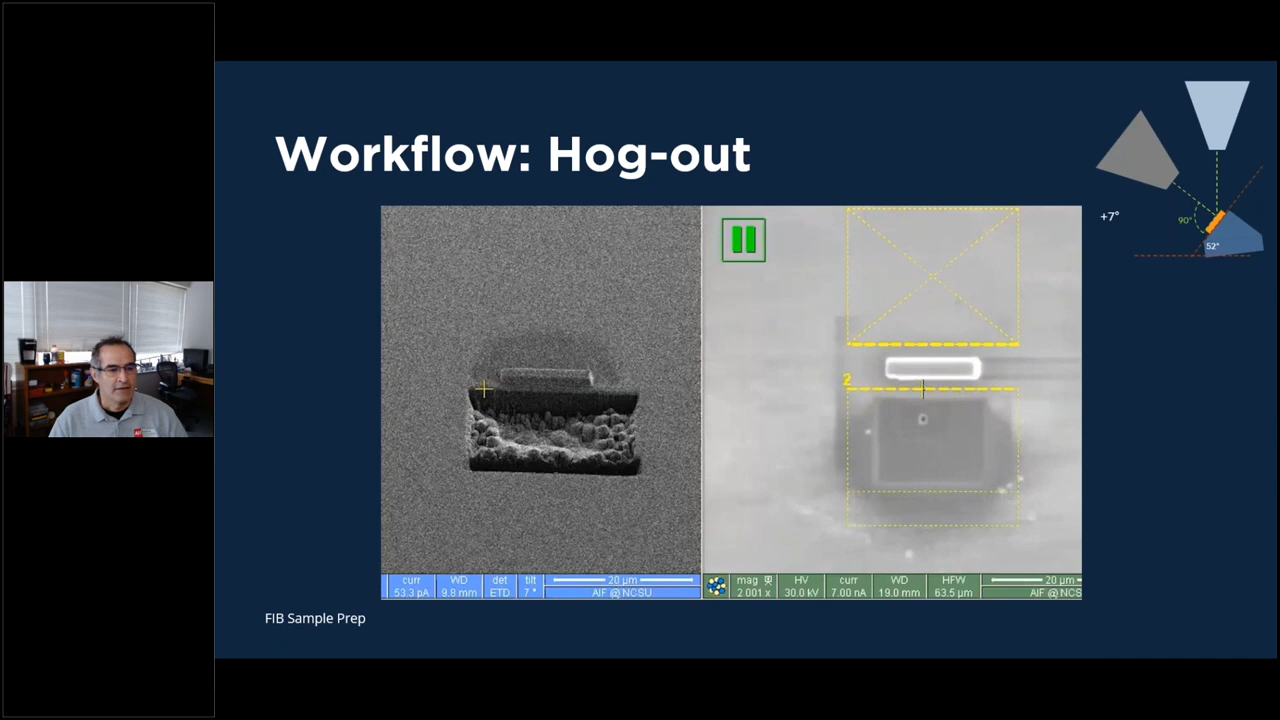 Workflow: Hog-out
+7°
90°
52°
2
curr WD det tilt 20 µm
53.3 pA 9.8 mm ETD 7 ° AIF @ NCSU
mag HV curr WD HFW 20 µm
2 001 x 30.0 kV 7.00 nA 19.0 mm 63.5 µm AIF @ NCS
FIB Sample Prep